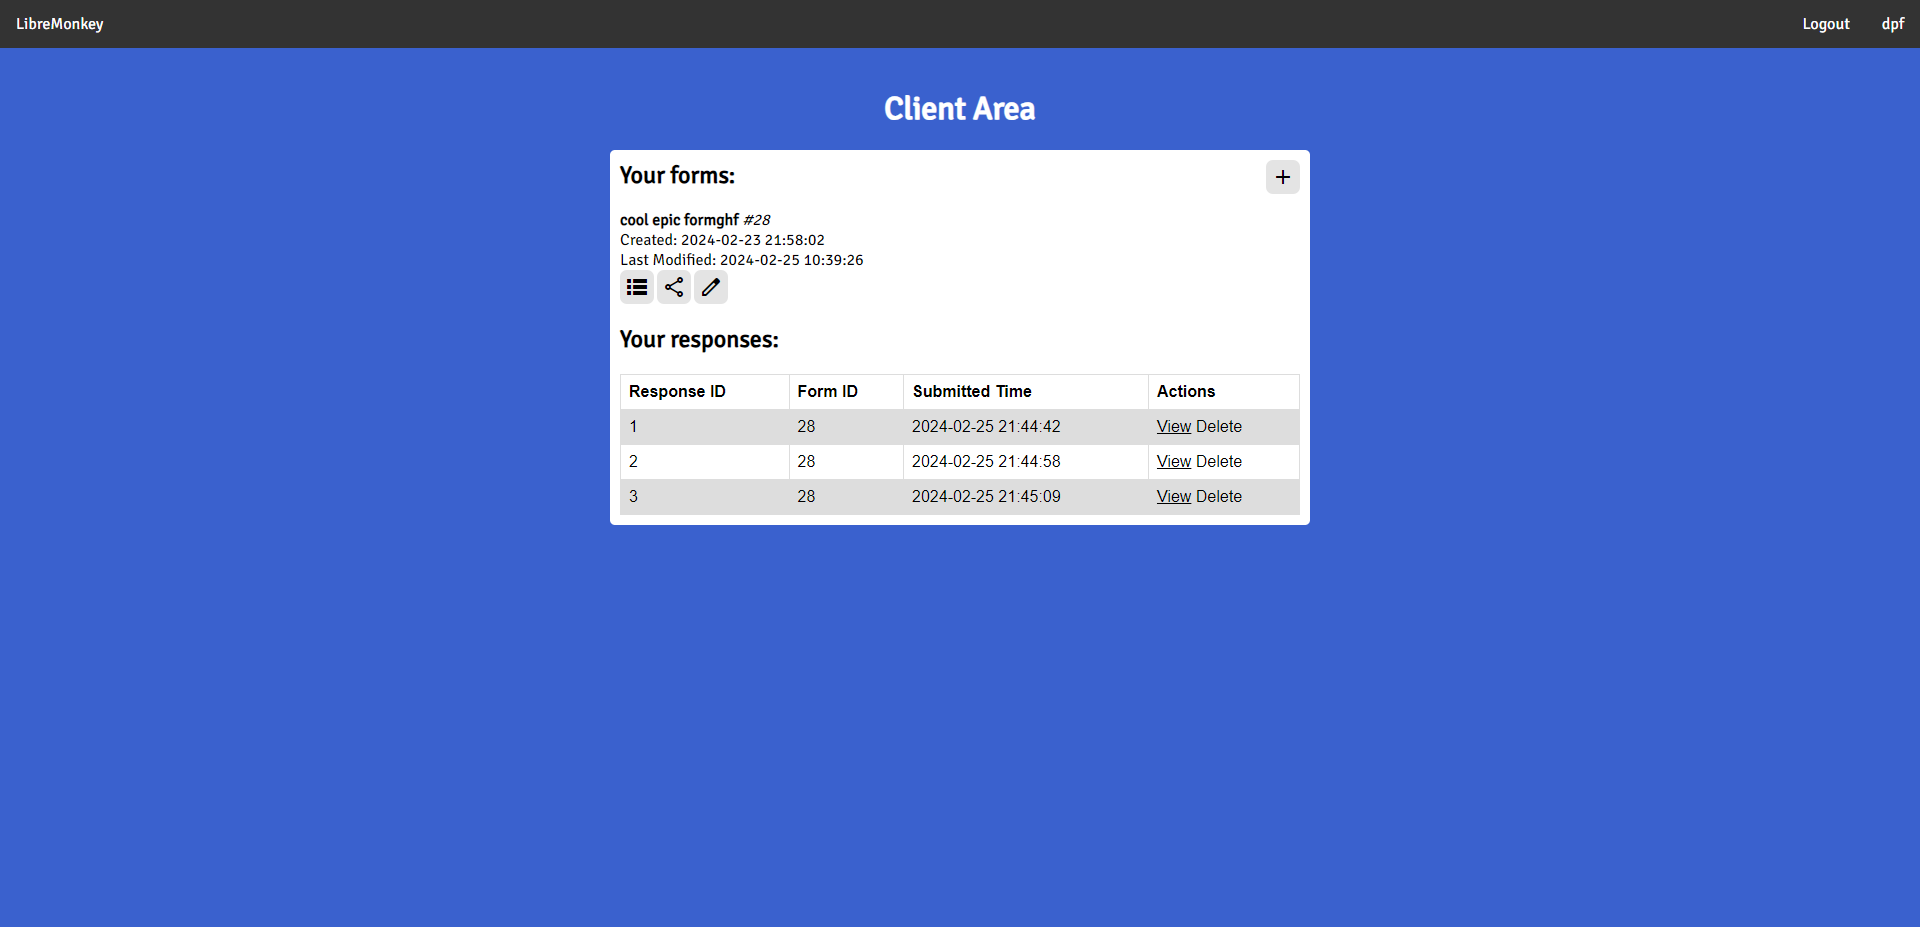 LibreMonkey Logout dpf
Client Area
Your forms:
cool epic formghf #28
Created: 2024-02-23 21:58:02
Last Modified: 2024-02-25 10:39:26
Your responses:
Response ID Form ID Submitted Time Actions
1 28 2024-02-25 21:44:42 View Delete
2 28 2024-02-25 21:44:58 View Delete
3 28 2024-02-25 21:45:09 View Delete